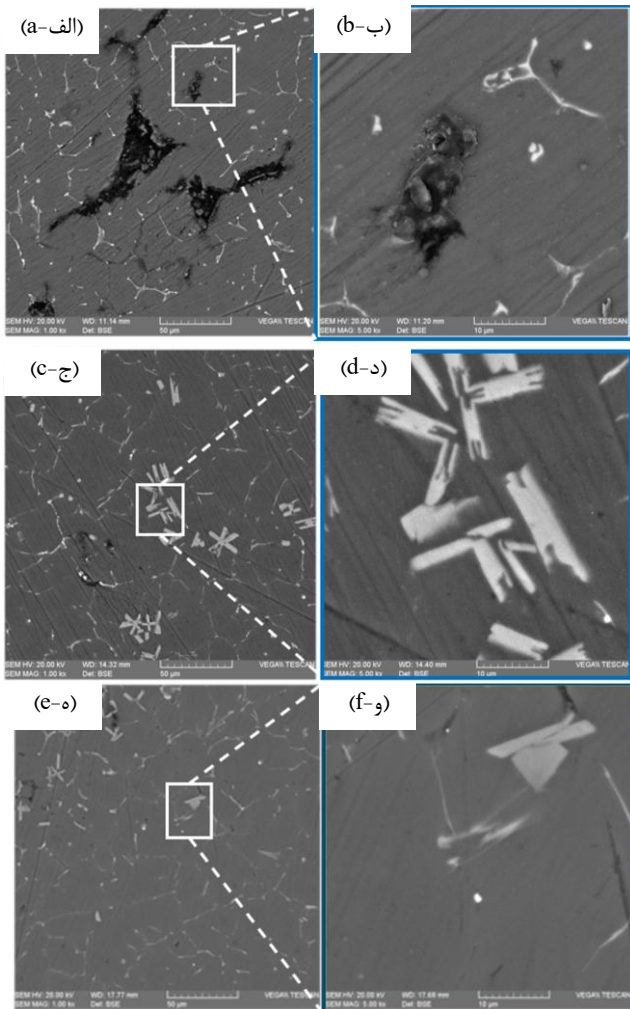 (a-الف)
SEM HV: 20.00 kV WD: 11.14 mm
SEM MAG: 1.00 kx Det: BSE 50 µm VEGA\\ TESCAN
(b-ب)
SEM HV: 20.00 kV WD: 11.20 mm
SEM MAG: 5.00 kx Det: BSE 10 µm VEGA\\ TESCAN
(c-ج)
SEM HV: 20.00 kV WD: 14.32 mm
SEM MAG: 1.00 kx Det: BSE 50 µm VEGA\\ TESCAN
(d-د)
SEM HV: 20.00 kV WD: 14.40 mm
SEM MAG: 5.00 kx Det: BSE 10 µm VEGA\\ TESCAN
(e-ه)
SEM HV: 20.00 kV WD: 17.77 mm
SEM MAG: 1.00 kx Det: BSE 50 µm VEGA\\ TESCAN
(f-و)
SEM HV: 20.00 kV WD: 17.68 mm
SEM MAG: 5.00 kx Det: BSE 10 µm VEGA\\ TESCAN